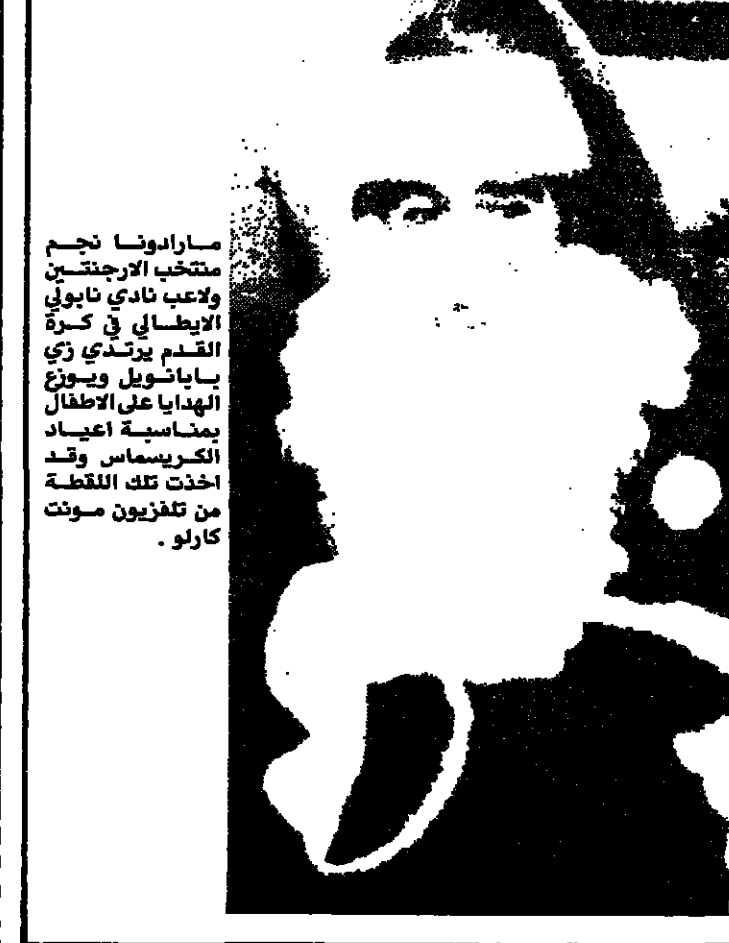 مارادونا نجم
منتخب الارجنتين
ولاعب نادي نابولي
الايطالي في كرة
القدم يرتدي زي
بابانويل ويوزع
الهدايا على الاطفال
بمناسبة اعياد
الكريسماس وقد
اخذت تلك اللقطة
من تلفزيون مونت
كارلو .